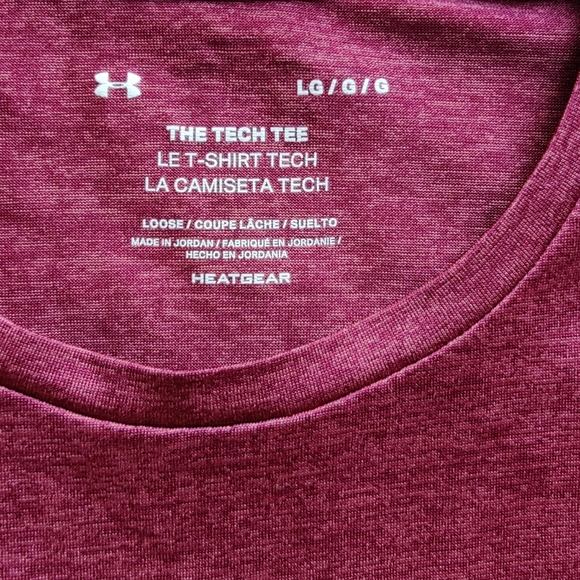 LG / G / G
THE TECH TEE
LE T-SHIRT TECH
LA CAMISETA TECH
LOOSE / COUPE LÂCHE / SUELTO
MADE IN JORDAN / FABRIQUÉ EN JORDANIE /
HECHO EN JORDANIA
HEATGEAR